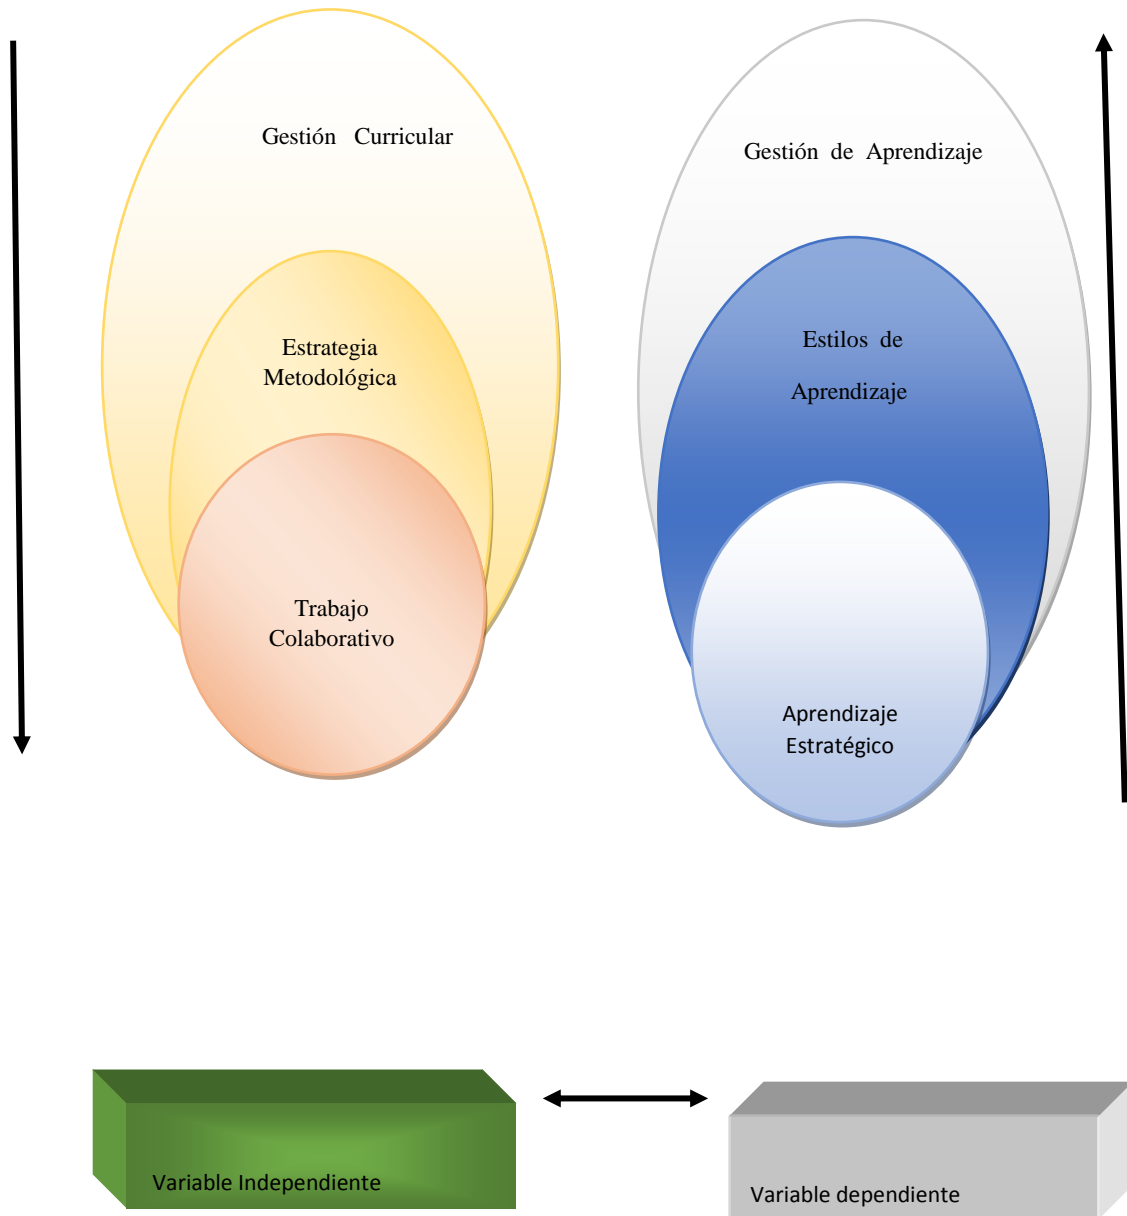 Gestión Curricular
Estrategia
Metodológica
Trabajo
Colaborativo
Gestión de Aprendizaje
Estilos de
Aprendizaje
Aprendizaje
Estratégico
Variable Independiente
Variable dependiente